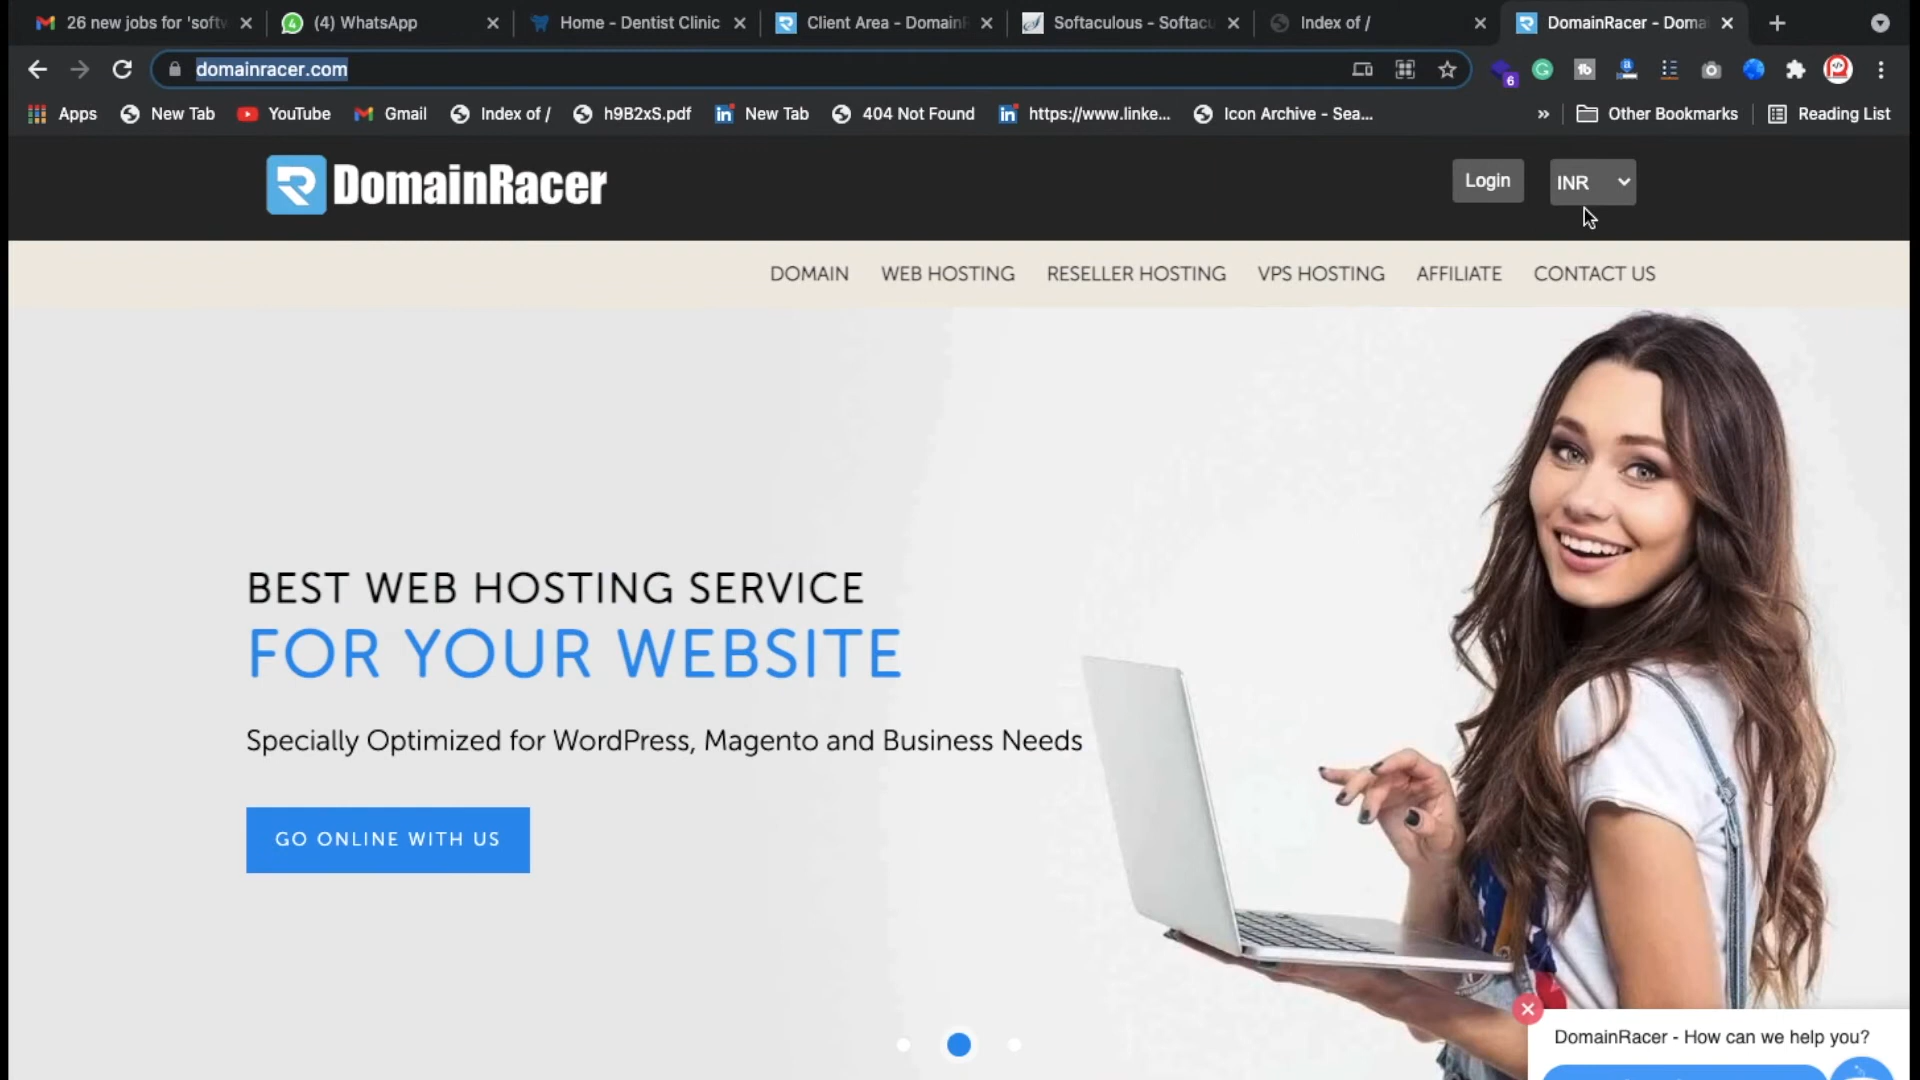 26 new jobs for 'softw
(4) WhatsApp
Home - Dentist Clinic
Client Area - DomainR
Softaculous - Softacu
Index of /
DomainRacer - Domai
domainracer.com
6
Apps
New Tab
YouTube
Gmail
Index of /
h9B2xS.pdf
New Tab
404 Not Found
https://www.linke...
Icon Archive - Sea...
»
Other Bookmarks
Reading List
DomainRacer
Login
INR
DOMAIN
WEB HOSTING
RESELLER HOSTING
VPS HOSTING
AFFILIATE
CONTACT US
BEST WEB HOSTING SERVICE
FOR YOUR WEBSITE
Specially Optimized for WordPress, Magento and Business Needs
GO ONLINE WITH US
DomainRacer - How can we help you?